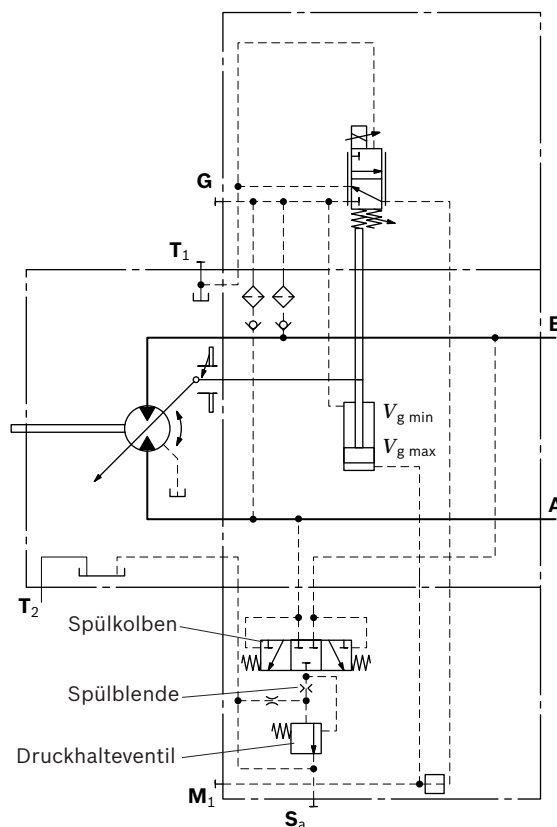 G
T1
B
Vg min
Vg max
A
T2
Spülkolben
Spülblende
Druckhalteventil
M1
Sa